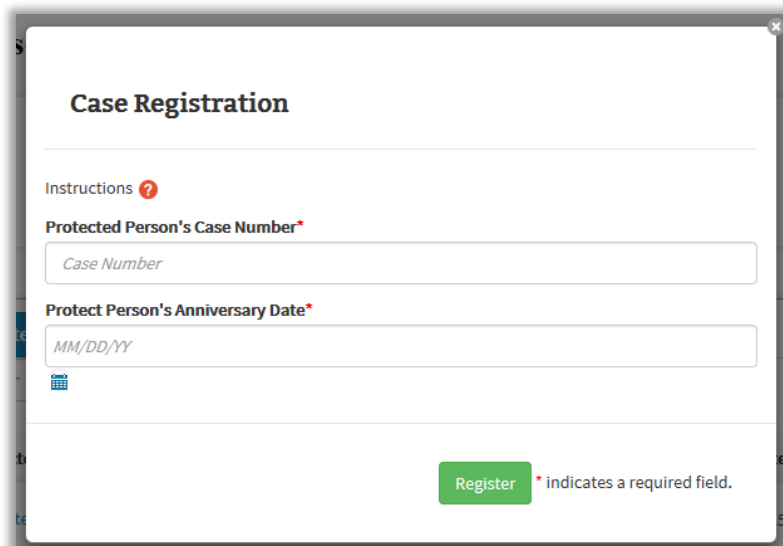 Case Registration
Instructions ?
Protected Person's Case Number*
Case Number
Protect Person's Anniversary Date*
MM/DD/YY
Register * indicates a required field.